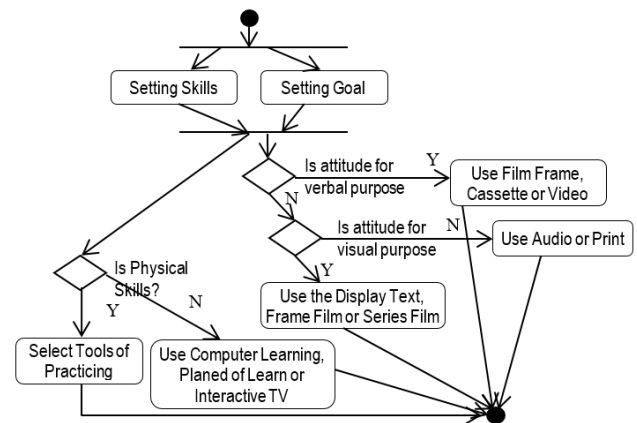 Setting Skills
Setting Goal
Is attitude for
verbal purpose
Y
Use Film Frame,
Cassette or Video
N
Is attitude for
visual purpose
N
Use Audio or Print
Y
Use the Display Text,
Frame Film or Series Film
Is Physical
Skills?
Y
N
Select Tools of
Practicing
Use Computer Learning,
Planed of Learn or
Interactive TV